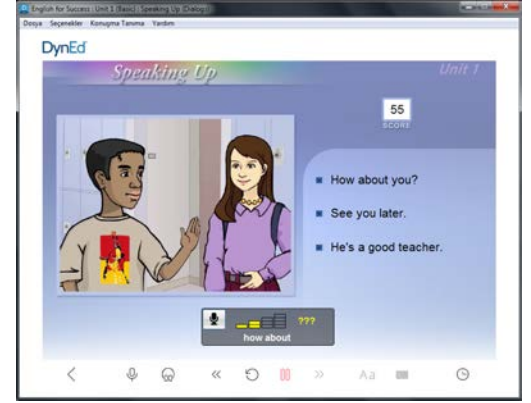 English for Success : Unit 1 (Basic) : Speaking Up (Dialogs)
Dosya Seçenekler Konuşma Tanıma Yardım
DynEd
Speaking Up
Unit 1
55
SCORE
How about you?
See you later.
He's a good teacher.
???
how about
Aa